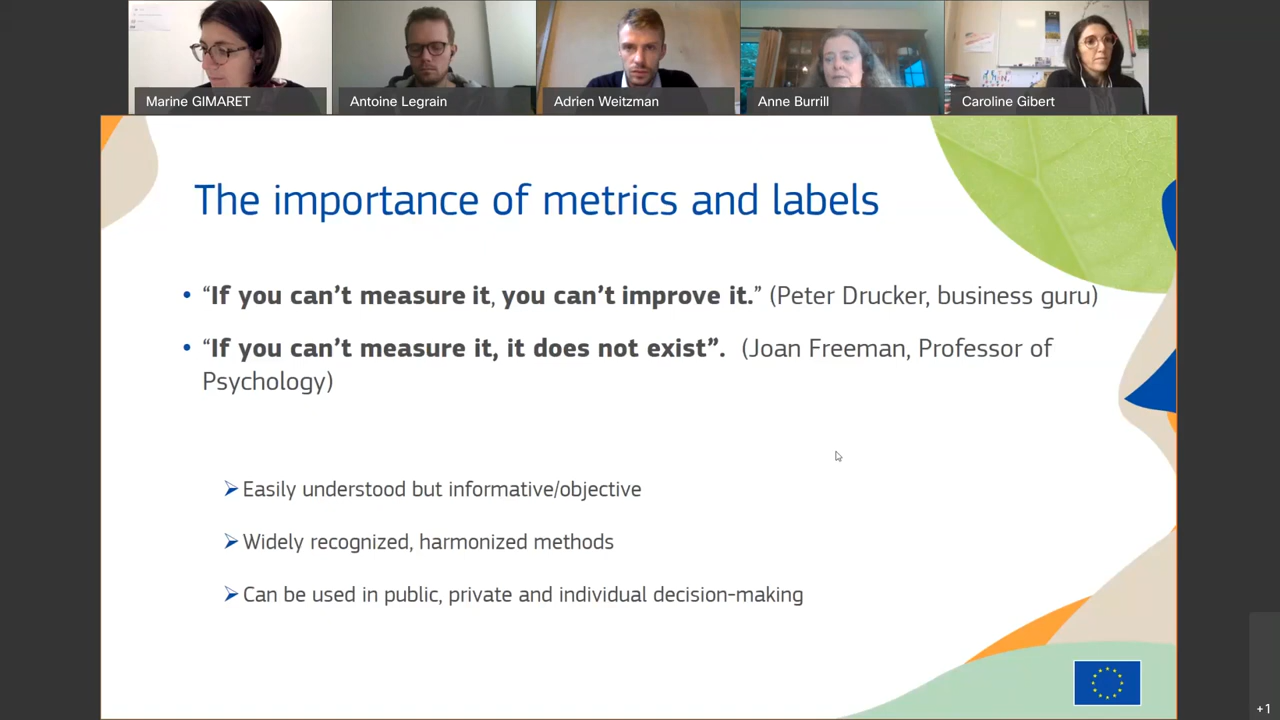 Marine GIMARET
Antoine Legrain
Adrien Weitzman
Anne Burrill
Caroline Gibert
The importance of metrics and labels
• “If you can’t measure it, you can’t improve it.” (Peter Drucker, business guru)
• “If you can’t measure it, it does not exist”. (Joan Freeman, Professor of
Psychology)
➢ Easily understood but informative/objective
➢ Widely recognized, harmonized methods
➢ Can be used in public, private and individual decision-making
+1